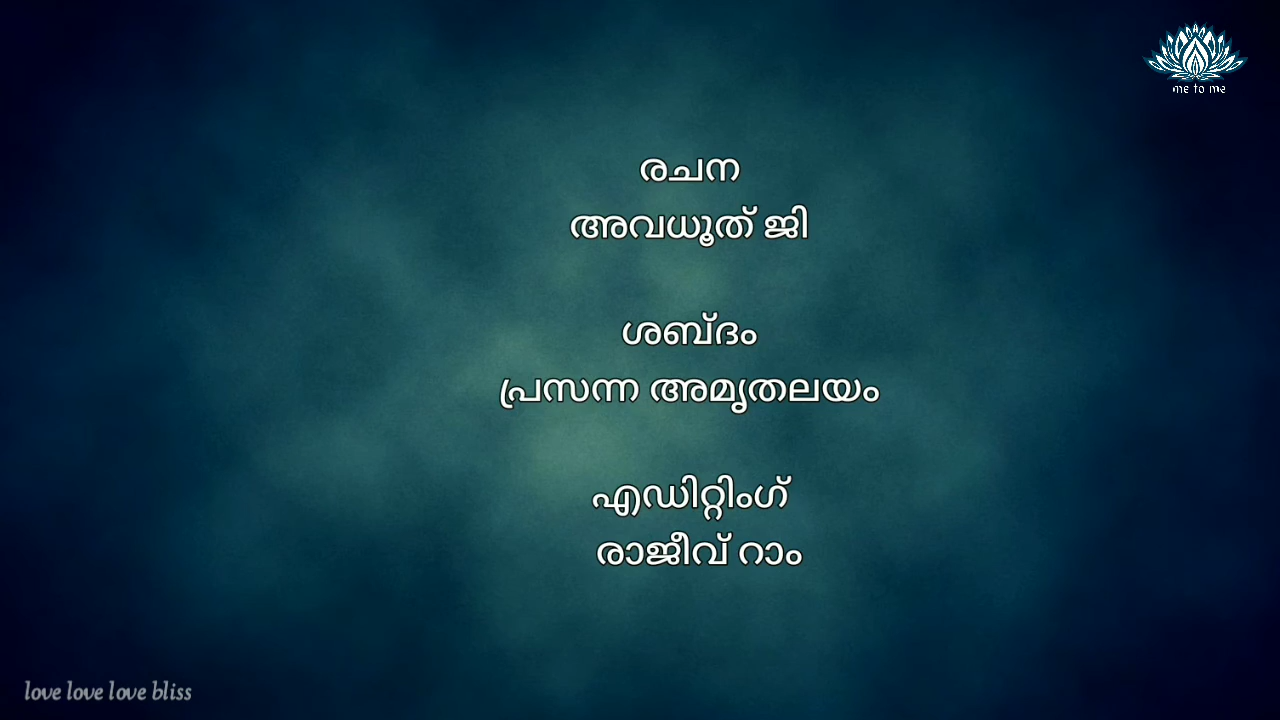 me to me
രചന
അവധൂത് ജി
ശബ്ദം
പ്രസന്ന അമൃതലയം
എഡിറ്റിംഗ്
രാജീവ് റാം
love love love bliss